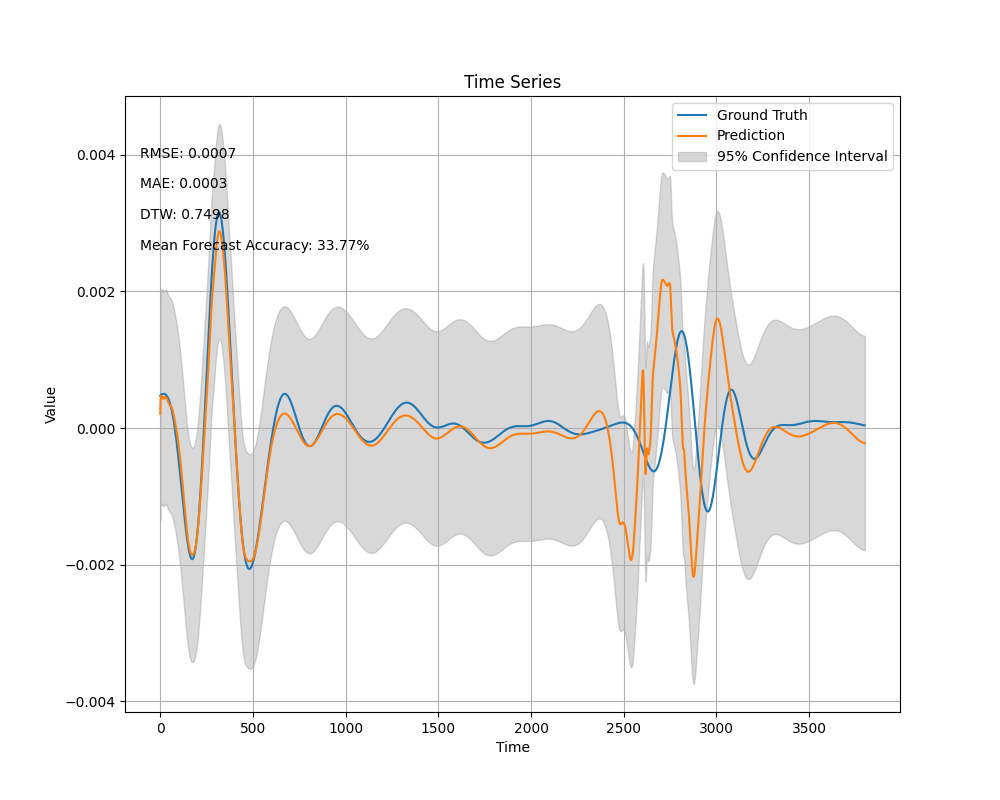 Time Series
Ground Truth
Prediction
95% Confidence Interval
RMSE: 0.0007
MAE: 0.0003
DTW: 0.7498
Mean Forecast Accuracy: 33.77%
0.004
0.002
0.000
−0.002
−0.004
Value
0 500 1000 1500 2000 2500 3000 3500
Time